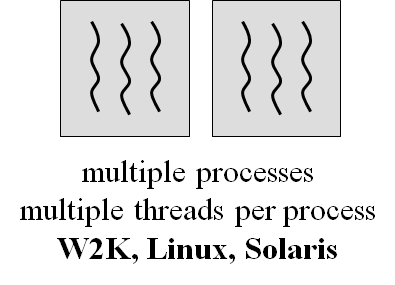 multiple processes
multiple threads per process
W2K, Linux, Solaris